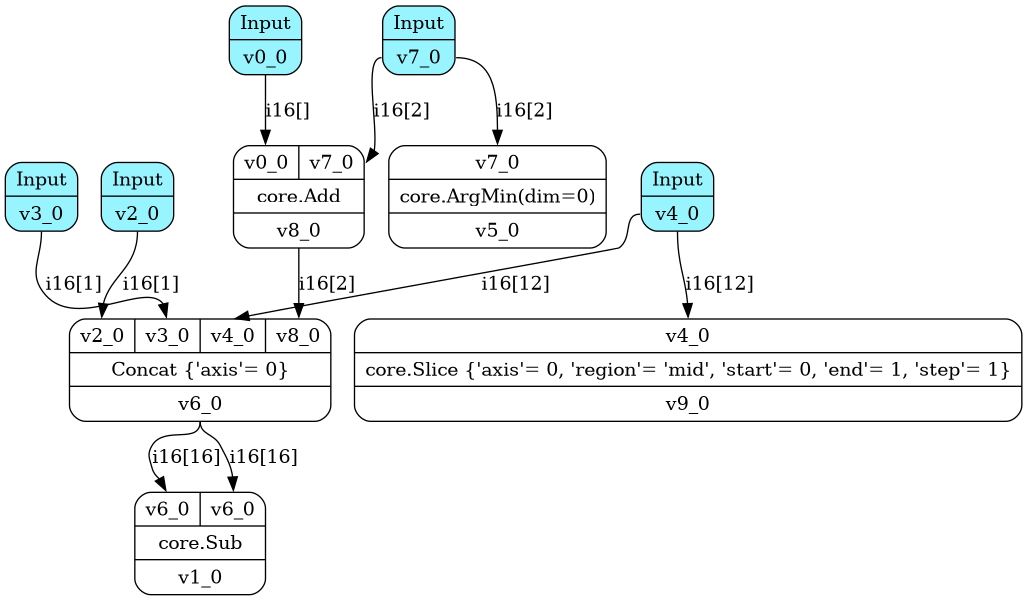 Input
v0_0
Input
v7_0
i16[]
i16[2]
i16[2]
v0_0 v7_0
core.Add
v8_0
v7_0
core.ArgMin(dim=0)
v5_0
Input
v3_0
Input
v2_0
Input
v4_0
i16[1]
i16[1]
i16[2]
i16[12]
i16[12]
v2_0 v3_0 v4_0 v8_0
Concat {'axis'= 0}
v6_0
v4_0
core.Slice {'axis'= 0, 'region'= 'mid', 'start'= 0, 'end'= 1, 'step'= 1}
v9_0
i16[16]
i16[16]
v6_0 v6_0
core.Sub
v1_0